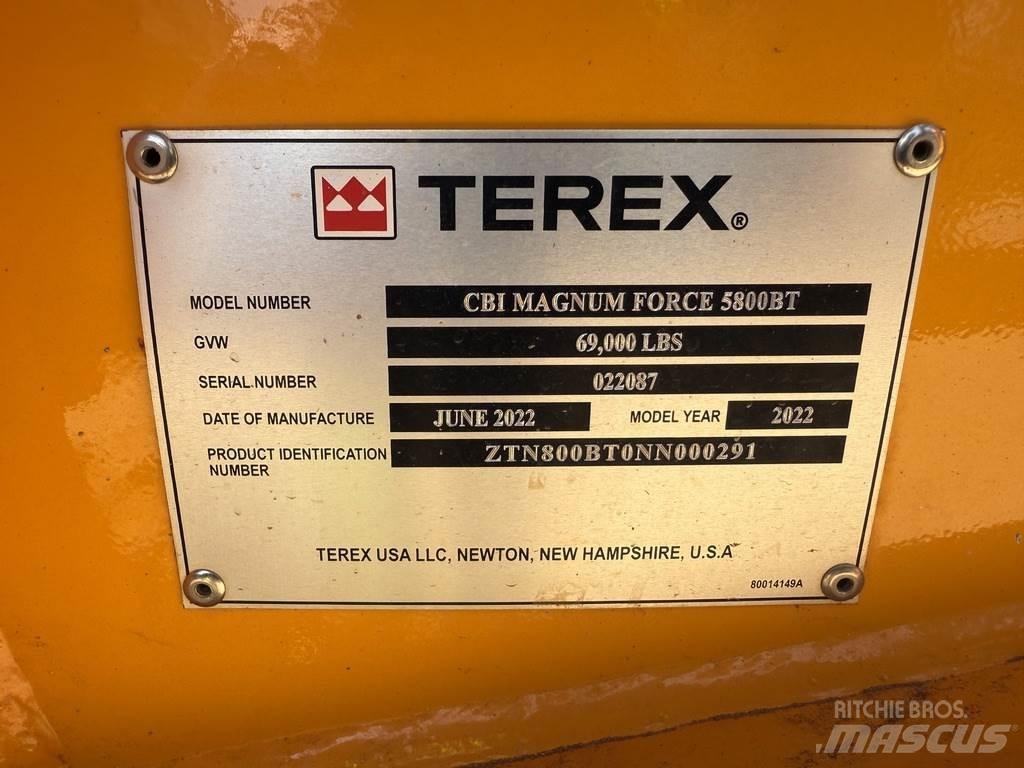 TEREX®
MODEL NUMBER CBI MAGNUM FORCE 5800BT
GVW 69,000 LBS
SERIAL NUMBER 022087
DATE OF MANUFACTURE JUNE 2022 MODEL YEAR 2022
PRODUCT IDENTIFICATION ZTN800BT0NN000291
NUMBER
TEREX USA LLC, NEWTON, NEW HAMPSHIRE, U.S.A
80014149A
RITCHIE BROS.
MASCUS